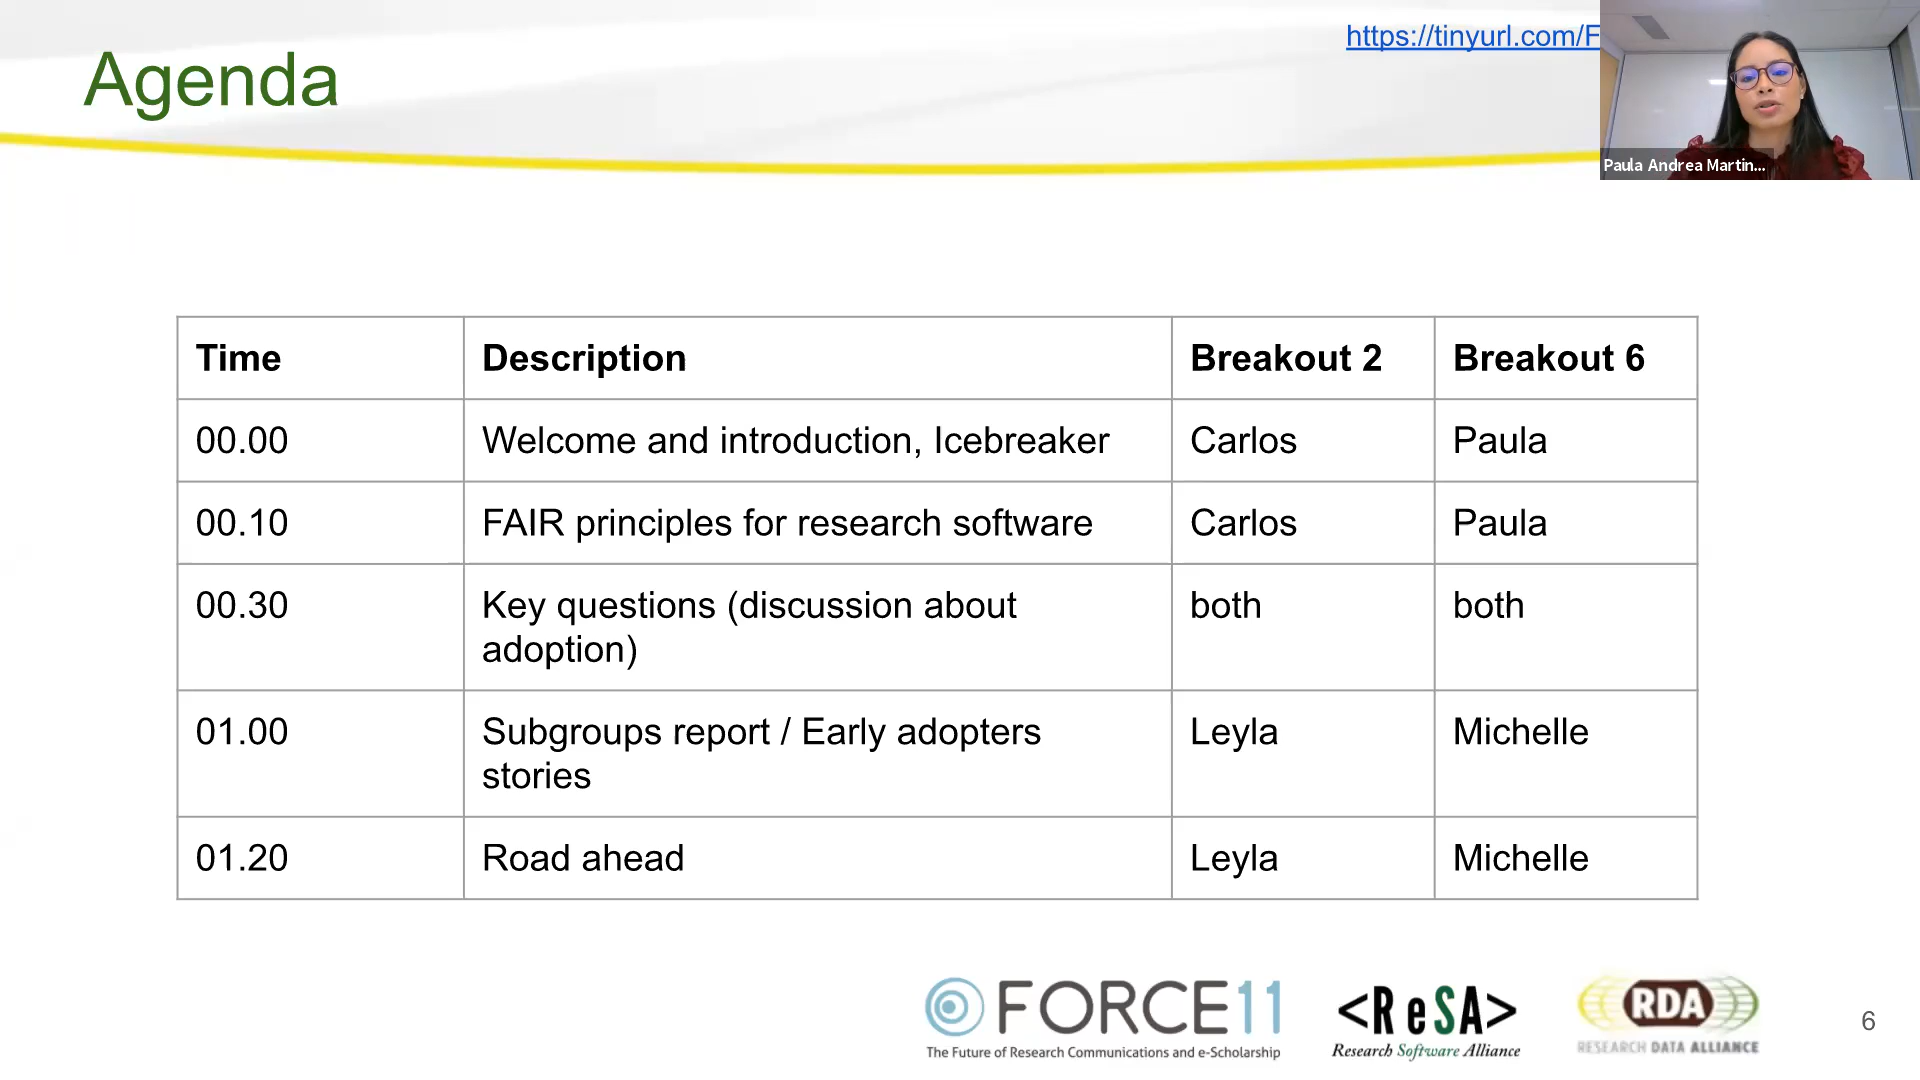 https://tinyurl.com/F
Agenda
Paula Andrea Martin...
Time Description Breakout 2 Breakout 6
00.00 Welcome and introduction, Icebreaker Carlos Paula
00.10 FAIR principles for research software Carlos Paula
00.30 Key questions (discussion about both both
adoption)
01.00 Subgroups report / Early adopters Leyla Michelle
stories
01.20 Road ahead Leyla Michelle
FORCE11
The Future of Research Communications and e-Scholarship
<ReSA>
Research Software Alliance
RDA
RESEARCH DATA ALLIANCE
6